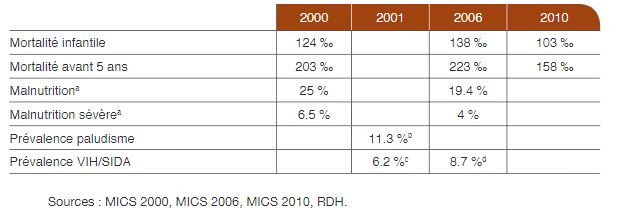 2000 2001 2006 2010
Mortalité infantile 124 ‰ 138 ‰ 103 ‰
Mortalité avant 5 ans 203 ‰ 223 ‰ 158 ‰
Malnutritionᵃ 25 % 19.4 %
Malnutrition sévèreᵃ 6.5 % 4 %
Prévalence paludisme 11.3 %ᵇ
Prévalence VIH/SIDA 6.2 %ᶜ 8.7 %ᵈ
Sources : MICS 2000, MICS 2006, MICS 2010, RDH.